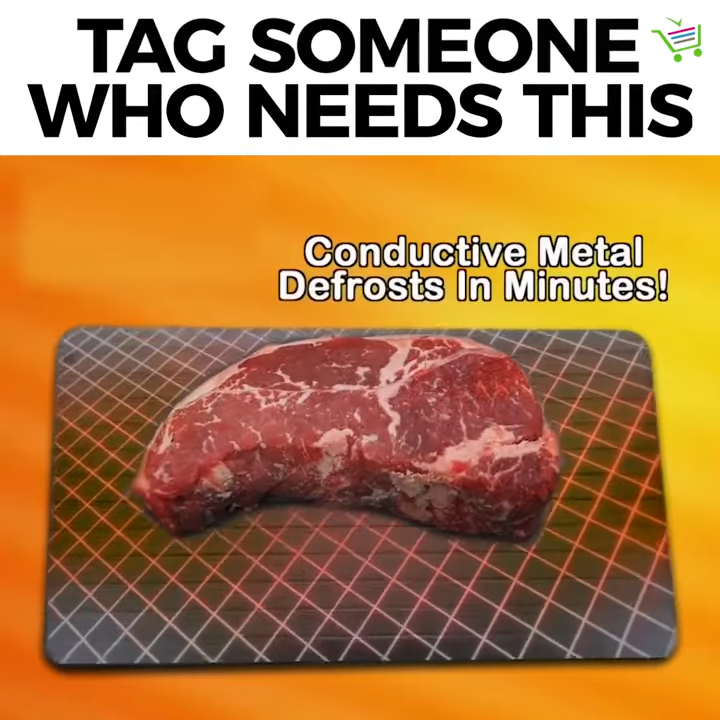 TAG SOMEONE
WHO NEEDS THIS
Conductive Metal
Defrosts In Minutes!